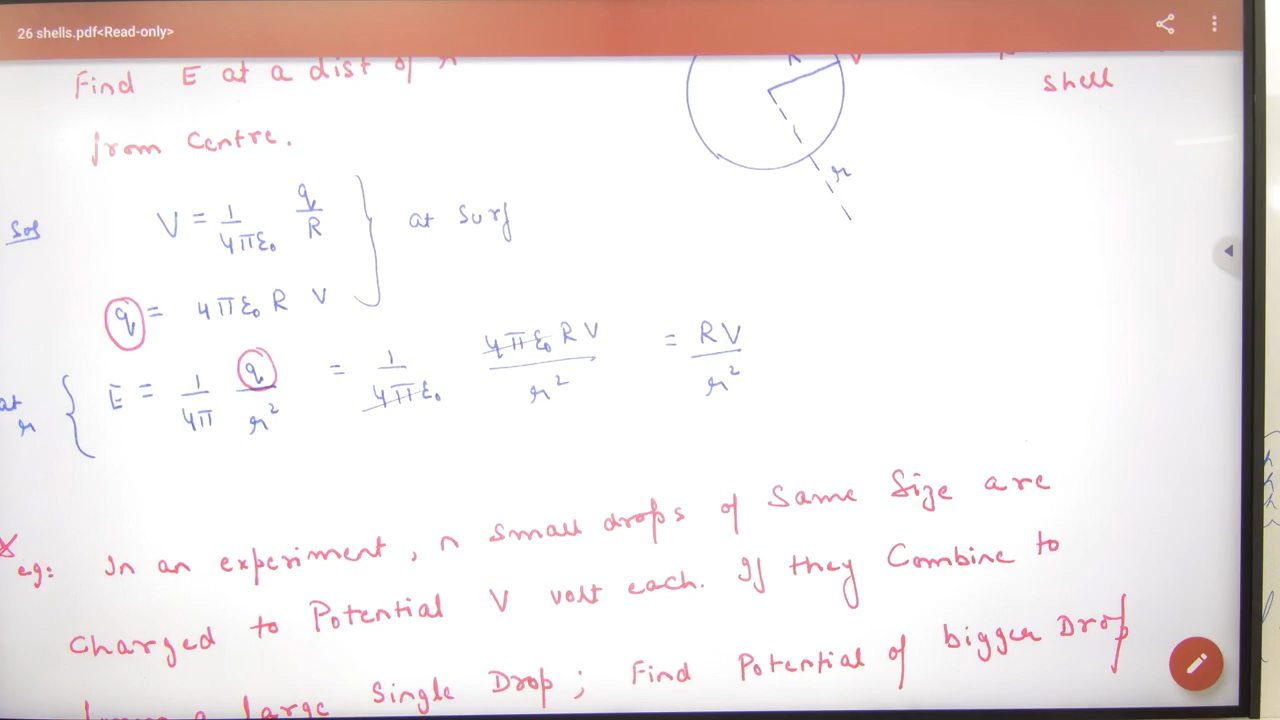 26 shells.pdf<Read-only>
Find E at a dist of r
from Centre.
shell
R V
r
Sol V = 1/4πε₀ q/R } at Surf
q = 4πε₀ R V
at r { E = 1/4π q/r² = 1/4πε₀ 4πε₀ R V/r² = RV/r²
eg: In an experiment, n small drops of Same Size are
Charged to Potential V volt each. If they Combine to
a large Single Drop; Find Potential of bigger Drop